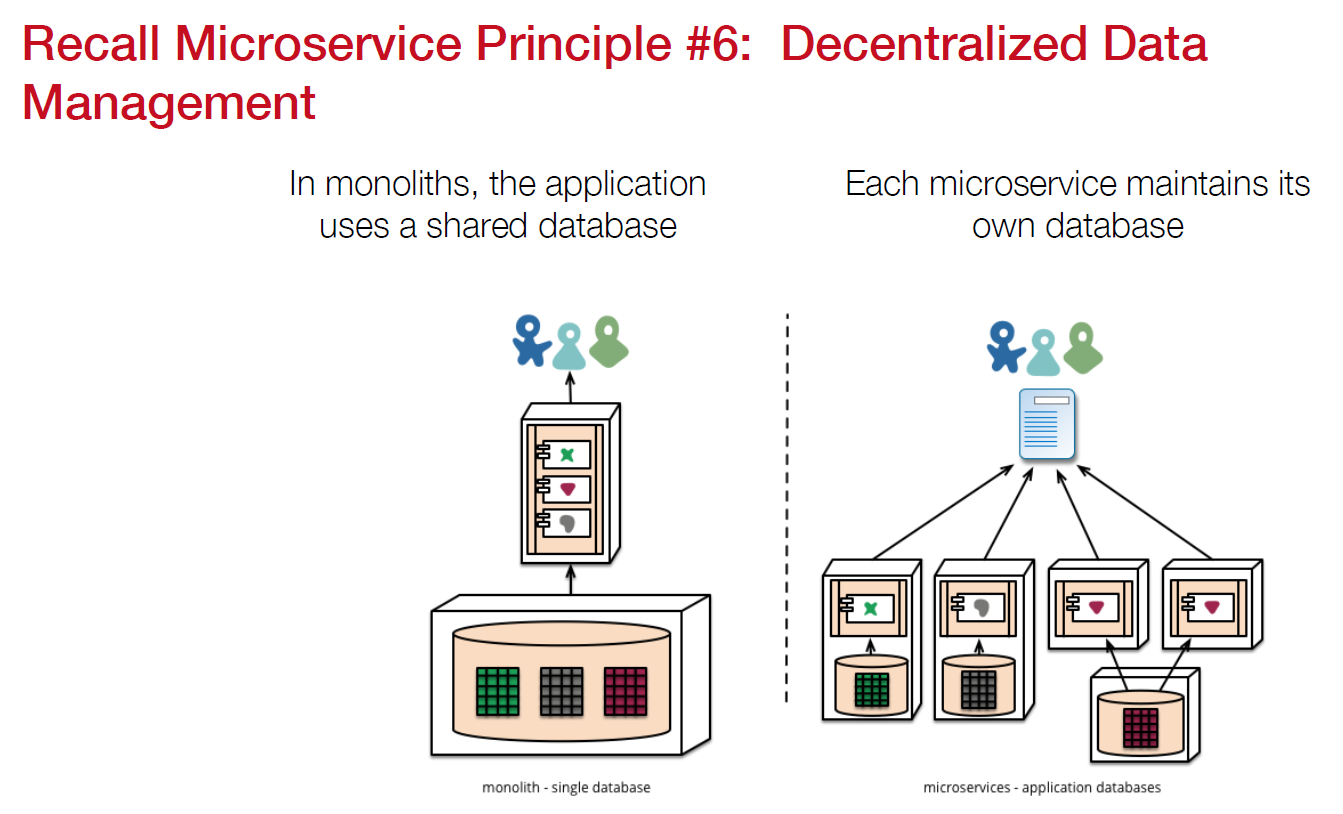 Recall Microservice Principle #6: Decentralized Data
Management
In monoliths, the application
uses a shared database
Each microservice maintains its
own database
monolith - single database
microservices - application databases